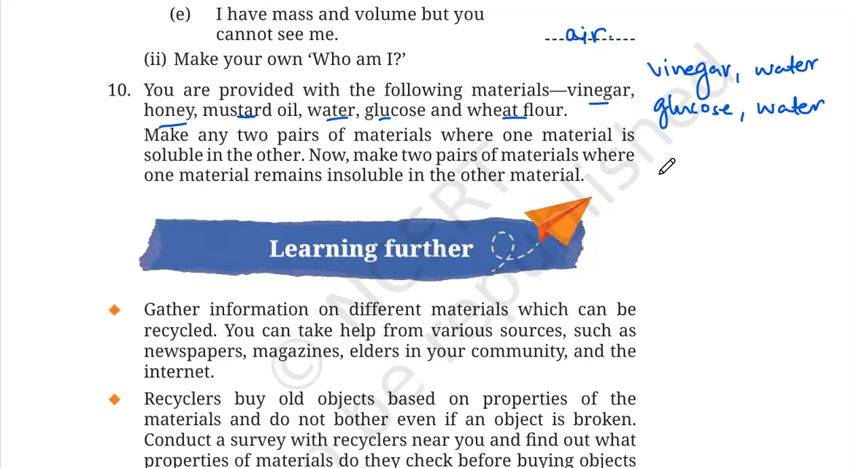 (e) I have mass and volume but you
cannot see me. air.
(ii) Make your own ‘Who am I?’
vinegar, water
10. You are provided with the following materials—vinegar,
glucose, water
honey, mustard oil, water, glucose and wheat flour.
Make any two pairs of materials where one material is
soluble in the other. Now, make two pairs of materials where
one material remains insoluble in the other material.
Learning further
Gather information on different materials which can be
recycled. You can take help from various sources, such as
newspapers, magazines, elders in your community, and the
internet.
Recyclers buy old objects based on properties of the
materials and do not bother even if an object is broken.
Conduct a survey with recyclers near you and find out what
properties of materials do they check before buying objects
© NCERT
be republished